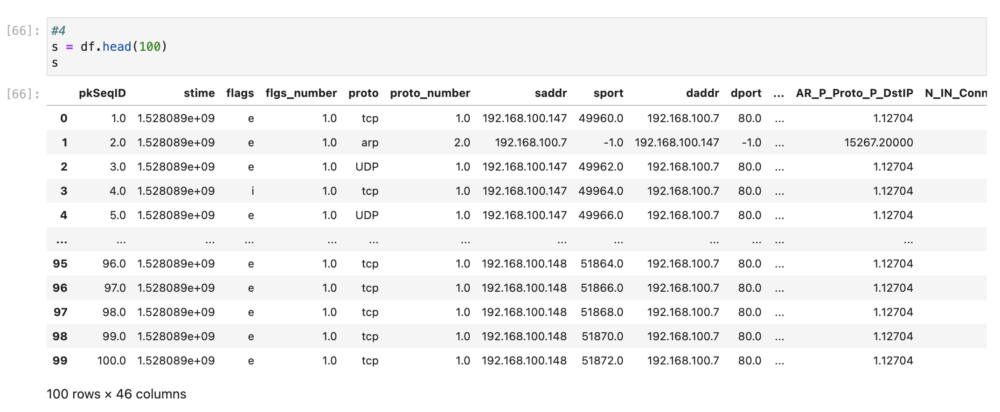 [66]: #4
s = df.head(100)
s
[66]: pkSeqID stime flags flgs_number proto proto_number saddr sport daddr dport ... AR_P_Proto_P_DstIP N_IN_Conn
0 1.0 1.528089e+09 e 1.0 tcp 1.0 192.168.100.147 49960.0 192.168.100.7 80.0 ... 1.12704
1 2.0 1.528089e+09 e 1.0 arp 2.0 192.168.100.7 -1.0 192.168.100.147 -1.0 ... 15267.20000
2 3.0 1.528089e+09 e 1.0 UDP 1.0 192.168.100.147 49962.0 192.168.100.7 80.0 ... 1.12704
3 4.0 1.528089e+09 i 1.0 tcp 1.0 192.168.100.147 49964.0 192.168.100.7 80.0 ... 1.12704
4 5.0 1.528089e+09 e 1.0 UDP 1.0 192.168.100.147 49966.0 192.168.100.7 80.0 ... 1.12704
... ... ... ... ... ... ... ... ... ... ... ... ...
95 96.0 1.528089e+09 e 1.0 tcp 1.0 192.168.100.148 51864.0 192.168.100.7 80.0 ... 1.12704
96 97.0 1.528089e+09 e 1.0 tcp 1.0 192.168.100.148 51866.0 192.168.100.7 80.0 ... 1.12704
97 98.0 1.528089e+09 e 1.0 tcp 1.0 192.168.100.148 51868.0 192.168.100.7 80.0 ... 1.12704
98 99.0 1.528089e+09 e 1.0 tcp 1.0 192.168.100.148 51870.0 192.168.100.7 80.0 ... 1.12704
99 100.0 1.528089e+09 e 1.0 tcp 1.0 192.168.100.148 51872.0 192.168.100.7 80.0 ... 1.12704
100 rows × 46 columns